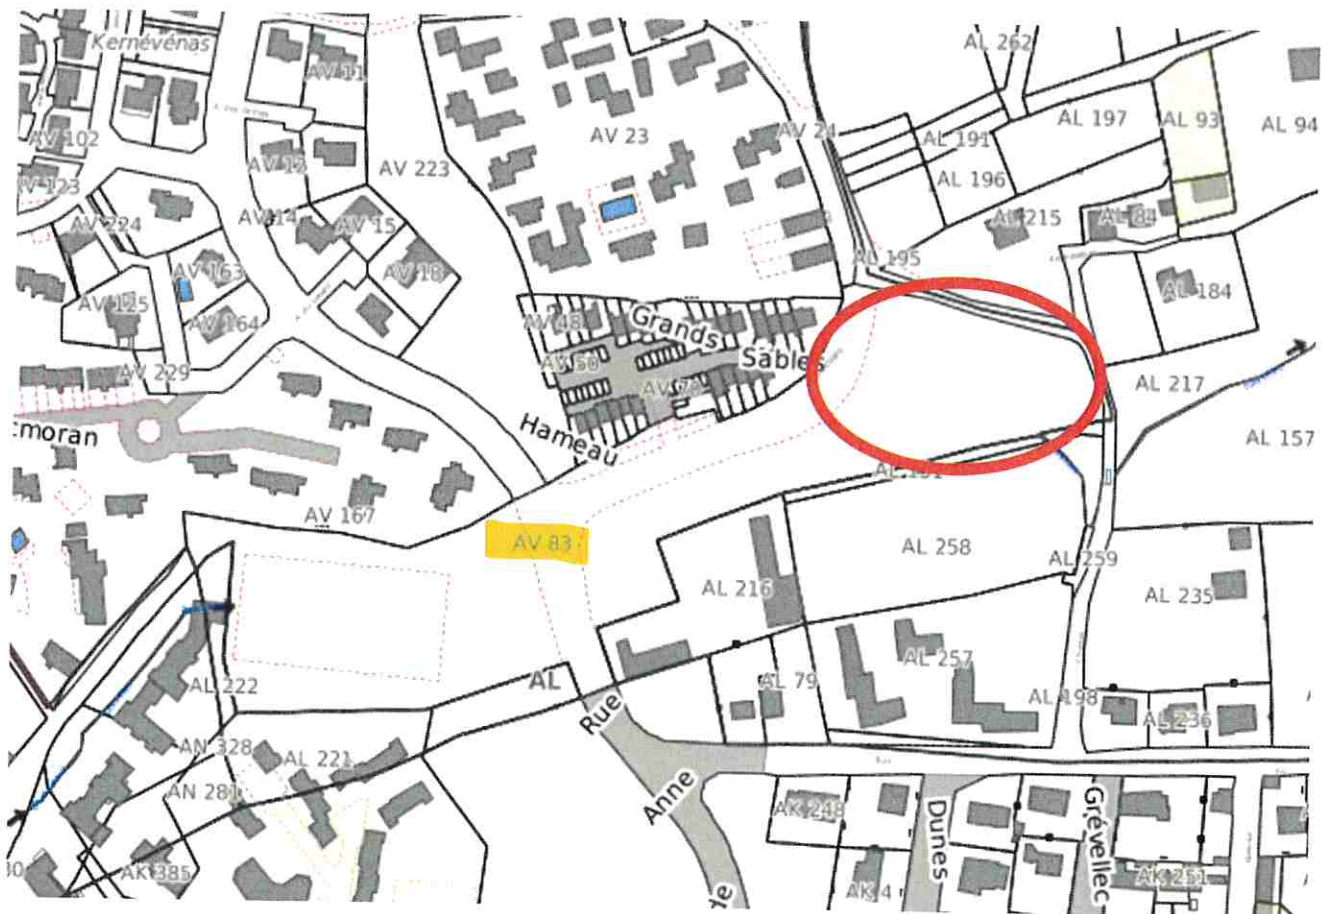 Kernévénas
AL 262
AV 11
AV 102
AV 23
AV 24
AL 197
AL 93
AL 94
AL 191
AV 12
AV 223
AL 196
AV 224
AV 14
AV 15
AL 215
AL 84
AV 163
AV 18
AL 195
AL 184
AV 125
AV 164
AV 48
Grands
Sables
AV 50
AV 229
AL 217
Hameau
AL 157
AV 167
AV 83
AL 258
AL 259
AL 216
AL 235
AL 222
AL
AL 79
AL 257
AL 198
Rue
AL 236
AN 328
AL 221
AN 281
Anne
AK 248
Dunes
Grévellec
AK 385
AK 4
AK 251
de